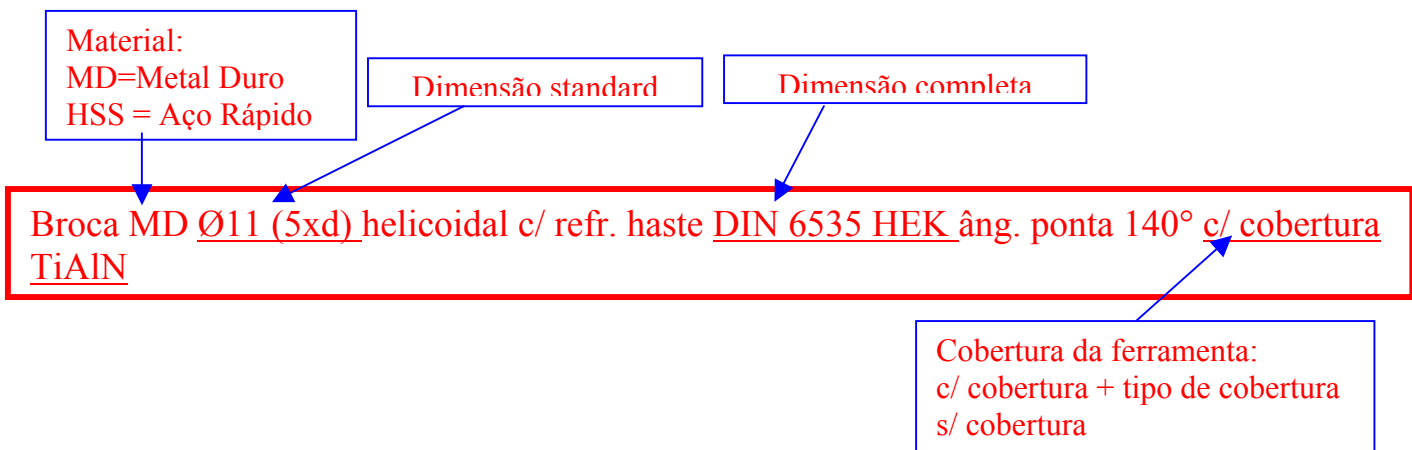 Material:
MD=Metal Duro
HSS = Aço Rápido
Dimensão standard
Dimensão completa
Broca MD Ø11 (5xd) helicoidal c/ refr. haste DIN 6535 HEK âng. ponta 140° c/ cobertura
TiAlN
Cobertura da ferramenta:
c/ cobertura + tipo de cobertura
s/ cobertura